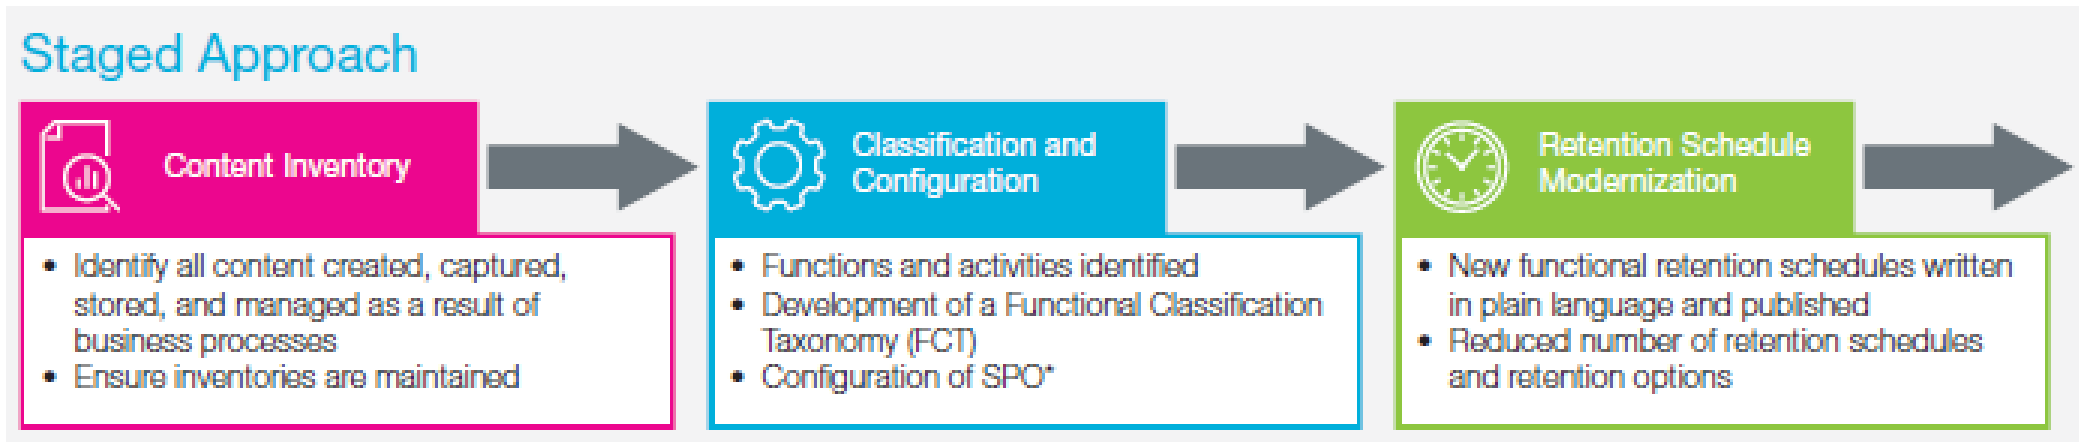 Staged Approach
Content Inventory
• Identify all content created, captured,
stored, and managed as a result of
business processes
• Ensure inventories are maintained
Classification and
Configuration
• Functions and activities identified
• Development of a Functional Classification
Taxonomy (FCT)
• Configuration of SPO*
Retention Schedule
Modernization
• New functional retention schedules written
in plain language and published
• Reduced number of retention schedules
and retention options